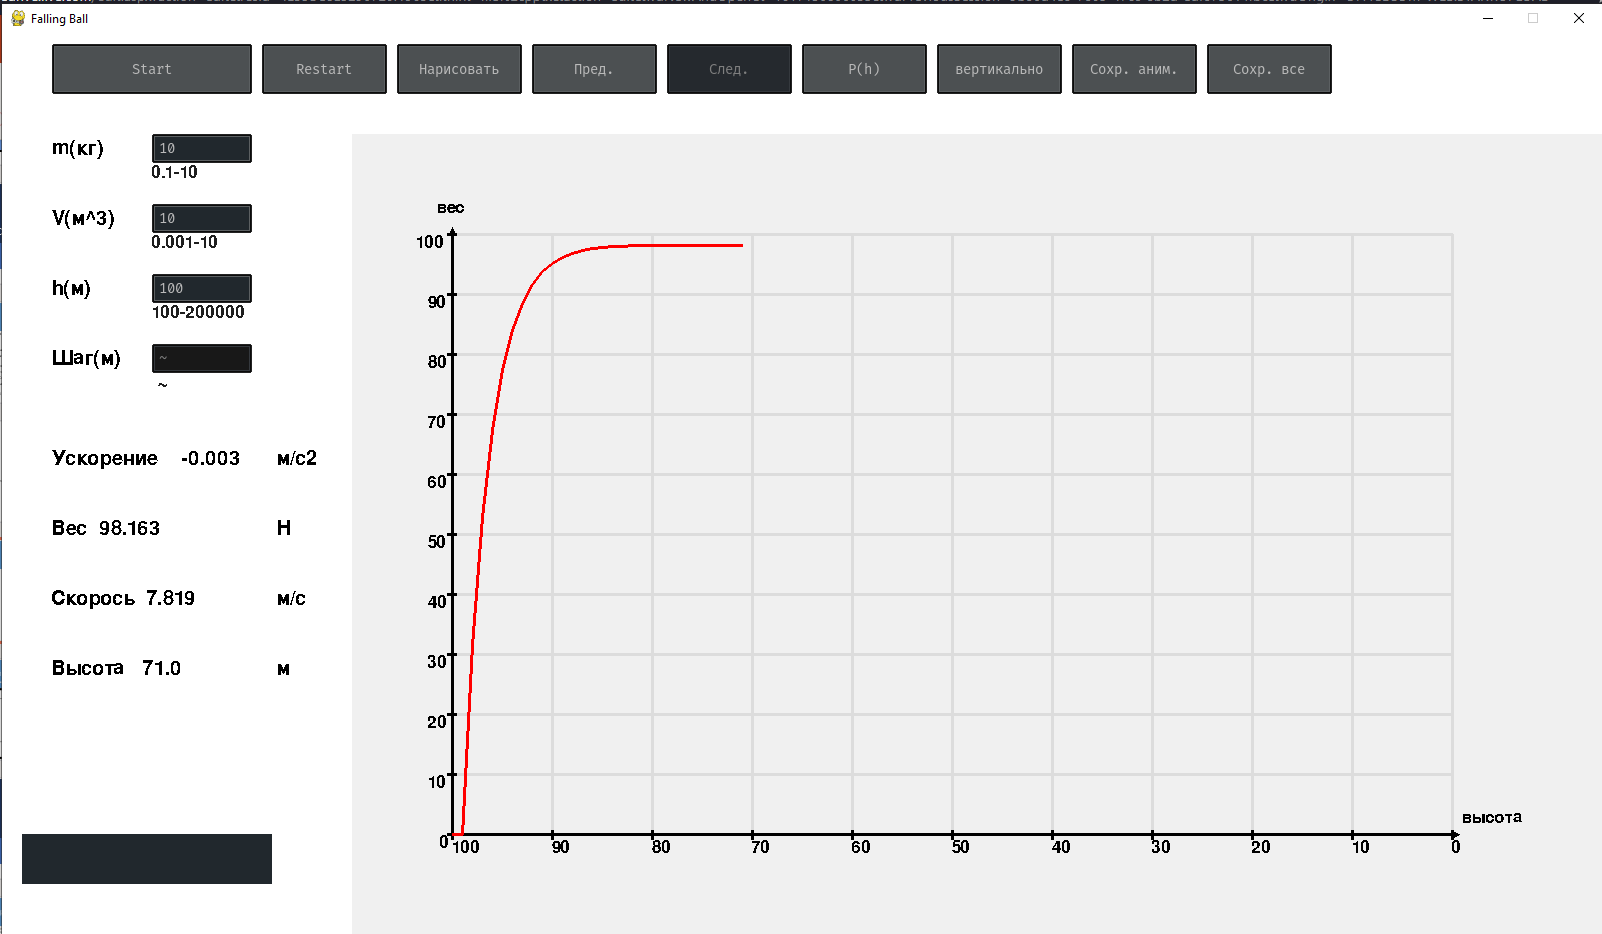 Falling Ball
Start Restart Нарисовать Пред. След. P(h) вертикально Сохр. аним. Сохр. все
m(кг) 10
0.1-10
V(м^3) 10
0.001-10
h(м) 100
100-200000
Шаг(м) ~
~
Ускорение -0.003 м/с2
Вес 98.163 Н
Скорось 7.819 м/с
Высота 71.0 м
вес
100
90
80
70
60
50
40
30
20
10
0
100 90 80 70 60 50 40 30 20 10 0
высота